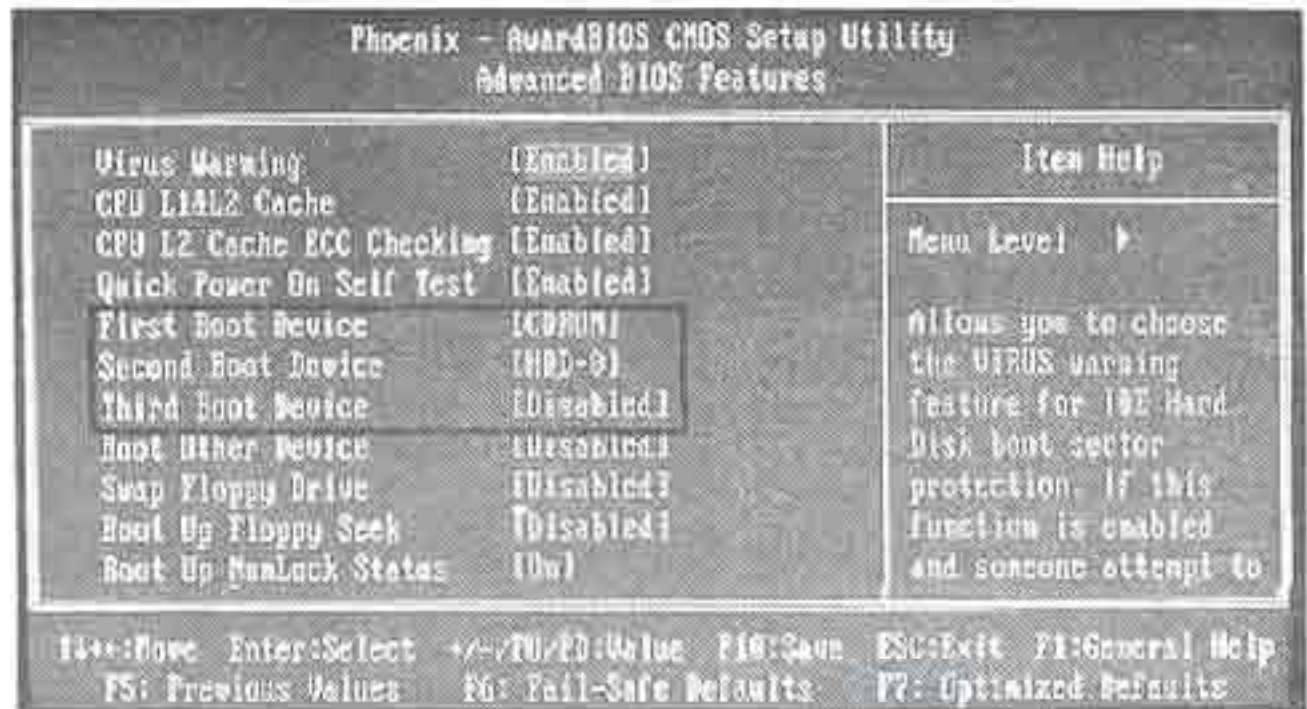 Phoenix - AwardBIOS CMOS Setup Utility
Advanced BIOS Features
Virus Warning [Enabled]
CPU L1&L2 Cache [Enabled]
CPU L2 Cache ECC Checking [Enabled]
Quick Power On Self Test [Enabled]
First Boot Device [CDROM]
Second Boot Device [HDD-0]
Third Boot Device [Disabled]
Boot Other Device [Disabled]
Swap Floppy Drive [Disabled]
Boot Up Floppy Seek [Disabled]
Boot Up NumLock Status [On]
Item Help
Menu Level ▶
Allows you to choose
the VIRUS warning
feature for IDE Hard
Disk boot sector
protection. If this
function is enabled
and someone attempt to
↑↓→←:Move Enter:Select +/-/PU/PD:Value F10:Save ESC:Exit F1:General Help
F5: Previous Values F6: Fail-Safe Defaults F7: Optimized Defaults